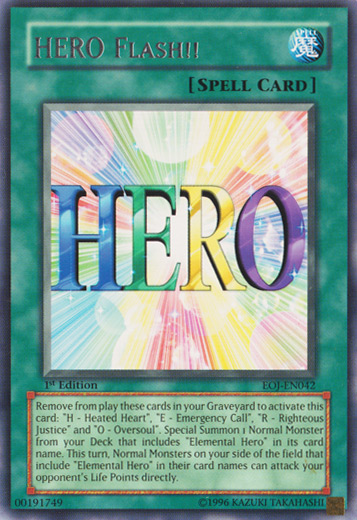 HERO FLASH!!
魔
[SPELL CARD]
HERO
1st Edition
EOJ-EN042
Remove from play these cards in your Graveyard to activate this
card: "H - Heated Heart", "E - Emergency Call", "R - Righteous
Justice" and "O - Oversoul". Special Summon 1 Normal Monster
from your Deck that includes "Elemental Hero" in its card
name. This turn, Normal Monsters on your side of the field that
include "Elemental Hero" in their card names can attack your
opponent's Life Points directly.
00191749
©1996 KAZUKI TAKAHASHI